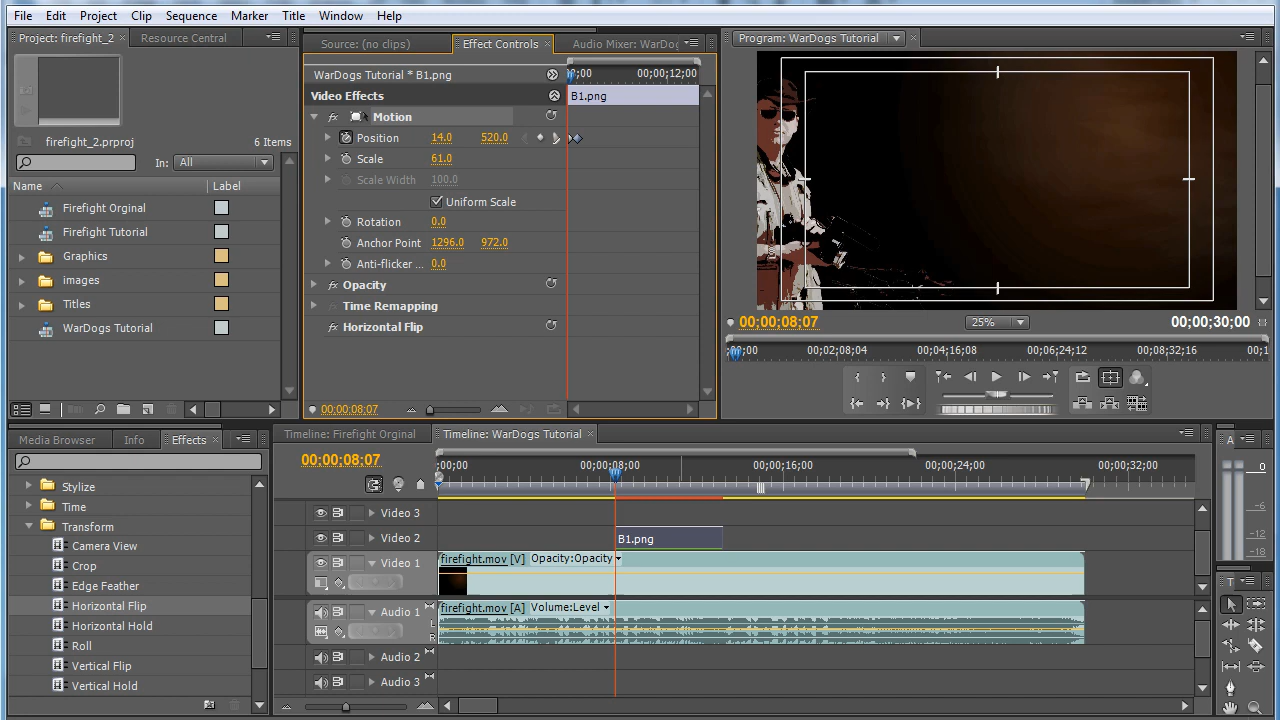 File Edit Project Clip Sequence Marker Title Window Help
Project: firefight_2
Resource Central
firefight_2.prproj
6 Items
In: All
Name
Label
Firefight Orginal
Firefight Tutorial
Graphics
images
Titles
WarDogs Tutorial
Source: (no clips)
Effect Controls
Audio Mixer: WarDog
WarDogs Tutorial * B1.png
;00
00;00;12;00
Video Effects
B1.png
fx Motion
Position 14.0 520.0
Scale 61.0
Scale Width 100.0
Uniform Scale
Rotation 0.0
Anchor Point 1296.0 972.0
Anti-flicker ... 0.0
fx Opacity
Time Remapping
fx Horizontal Flip
00;00;08;07
Program: WarDogs Tutorial
00;00;08;07
25%
00;00;30;00
;00
00;02;08;04
00;04;16;08
00;06;24;12
00;08;32;16
00;1
Media Browser
Info
Effects
Stylize
Time
Transform
Camera View
Crop
Edge Feather
Horizontal Flip
Horizontal Hold
Roll
Vertical Flip
Vertical Hold
Timeline: Firefight Orginal
Timeline: WarDogs Tutorial
00;00;08;07
;00;00
00;00;08;00
00;00;16;00
00;00;24;00
00;00;32;00
Video 3
Video 2
B1.png
Video 1
firefight.mov [V] Opacity:Opacity
Audio 1
firefight.mov [A] Volume:Level
L
R
Audio 2
Audio 3
A
0
-6
-12
-18
T